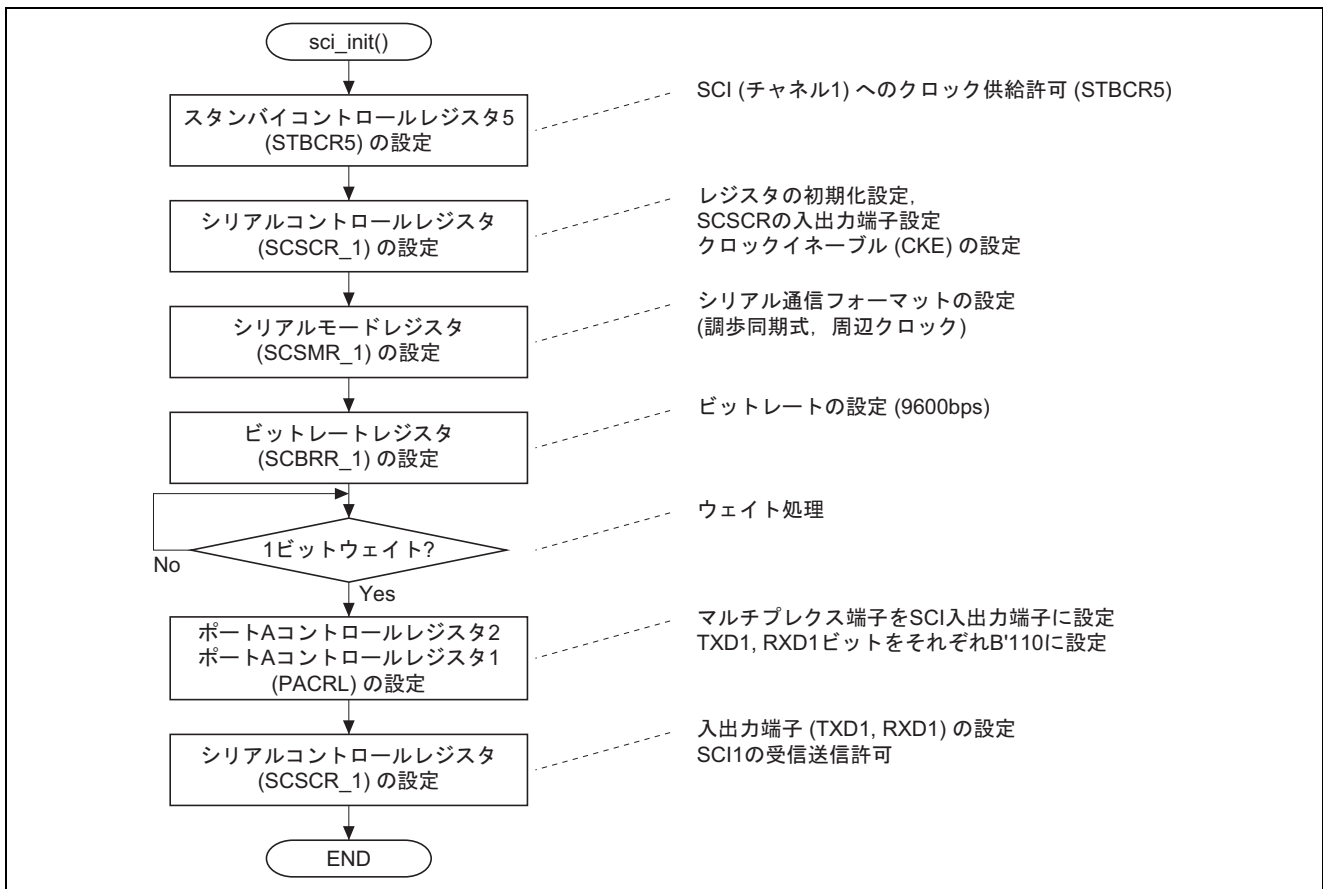 sci_init()
スタンバイコントロールレジスタ5
(STBCR5) の設定
SCI (チャネル1) へのクロック供給許可 (STBCR5)
シリアルコントロールレジスタ
(SCSCR_1) の設定
レジスタの初期化設定,
SCSCRの入出力端子設定
クロックイネーブル (CKE) の設定
シリアルモードレジスタ
(SCSMR_1) の設定
シリアル通信フォーマットの設定
(調歩同期式, 周辺クロック)
ビットレートレジスタ
(SCBRR_1) の設定
ビットレートの設定 (9600bps)
1ビットウェイト?
No
Yes
ウェイト処理
ポートAコントロールレジスタ2
ポートAコントロールレジスタ1
(PACRL) の設定
マルチプレクス端子をSCI入出力端子に設定
TXD1, RXD1ビットをそれぞれB'110に設定
シリアルコントロールレジスタ
(SCSCR_1) の設定
入出力端子 (TXD1, RXD1) の設定
SCI1の受信送信許可
END